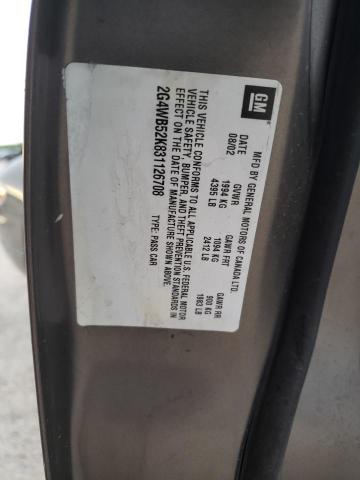 GM
MFD BY GENERAL MOTORS OF CANADA LTD.
DATE GVWR GAWR FRT GAWR RR
08/02 1994 KG 1094 KG 900 KG
4395 LB 2412 LB 1983 LB
THIS VEHICLE CONFORMS TO ALL APPLICABLE U.S. FEDERAL MOTOR
VEHICLE SAFETY, BUMPER, AND THEFT PREVENTION STANDARDS IN
EFFECT ON THE DATE OF MANUFACTURE SHOWN ABOVE.
2G4WB52K831126708 TYPE: PASS CAR